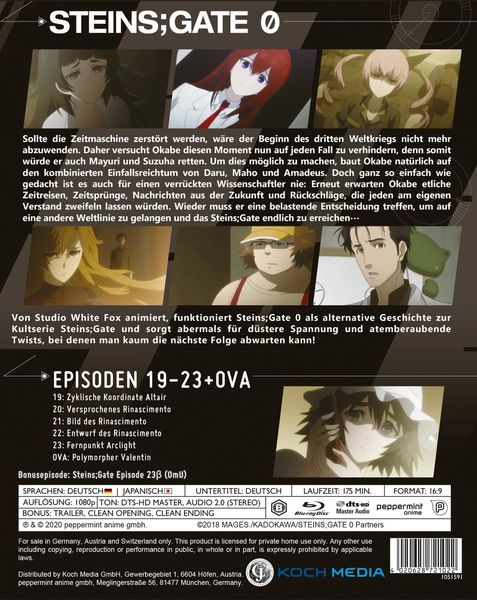 STEINS;GATE 0
Sollte die Zeitmaschine zerstört werden, wäre der Beginn des dritten Weltkriegs nicht mehr
abzuwenden. Daher versucht Okabe diesen Moment nun auf jeden Fall zu verhindern, denn somit
würde er auch Mayuri und Suzuha retten. Um dies möglich zu machen, baut Okabe natürlich auf
den kombinierten Einfallsreichtum von Daru, Maho und Amadeus. Doch ganz so einfach wie
gedacht ist es auch für einen verrückten Wissenschaftler nie: Erneut erwarten Okabe etliche
Zeitreisen, Zeitsprünge, Nachrichten aus der Zukunft und Rückschläge, die jeden am eigenen
Verstand zweifeln lassen würden. Wieder muss er eine belastende Entscheidung treffen, um auf
eine andere Weltlinie zu gelangen und das Steins;Gate endlich zu erreichen…
Von Studio White Fox animiert, funktioniert Steins;Gate 0 als alternative Geschichte zur
Kultserie Steins;Gate und sorgt abermals für düstere Spannung und atemberaubende
Twists, bei denen man kaum die nächste Folge abwarten kann!
EPISODEN 19-23+OVA
19: Zyklische Koordinate Altair
20: Versprochenes Rinascimento
21: Bild des Rinascimento
22: Entwurf des Rinascimento
23: Fernpunkt Arclight
OVA: Polymorpher Valentin
Bonusepisode: Steins;Gate Episode 23β (OmU)
SPRACHEN: DEUTSCH | JAPANISCH UNTERTITEL: DEUTSCH LAUFZEIT: 175 MIN. FORMAT: 16:9
AUFLÖSUNG: 1080p TON: DTS-HD MASTER, AUDIO 2.0 (STEREO)
BONUS: TRAILER, CLEAN OPENING, CLEAN ENDING
B Blu-ray Disc dts-HD Master Audio peppermint anime
℗ & © 2020 peppermint anime gmbh. ©2018 MAGES./KADOKAWA/STEINS;GATE 0 Partners
For sale in Germany, Austria and Switzerland only. This product is licensed for private home use only. Any other use
including copying, reproduction or performance in public, in whole or in part, is expressly prohibited by applicable
laws.
Distributed by Koch Media GmbH, Gewerbegebiet 1, 6604 Höfen, Austria.
peppermint anime gmbh, Meglingerstraße 56, 81477 München, Germany.
KOCH MEDIA
4 020628 721022
1051591